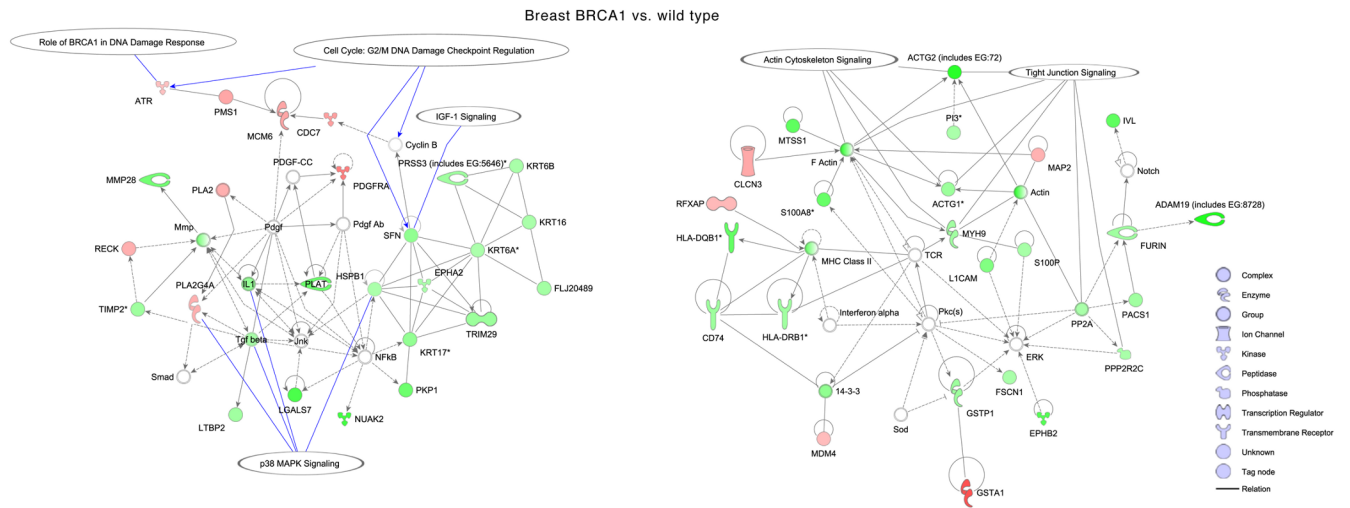 Breast BRCA1 vs. wild type
Role of BRCA1 in DNA Damage Response
Cell Cycle: G2/M DNA Damage Checkpoint Regulation
ATR
PMS1
MCM6
CDC7
IGF-1 Signaling
Cyclin B
PDGF-CC
PRSS3 (includes EG:5646)*
KRT6B
MMP28
PLA2
PDGFRA
KRT16
Mmp
Pdgf
Pdgf Ab
SFN
RECK
KRT6A*
PLA2G4A
IL1
PLAT
HSPB1
EPHA2
FLJ20489
TIMP2*
TRIM29
Tgf beta
Jnk
NFkB
KRT17*
Smad
PKP1
LGALS7
NUAK2
LTBP2
p38 MAPK Signaling
Actin Cytoskeleton Signaling
ACTG2 (includes EG:72)
Tight Junction Signaling
MTSS1
PI3*
IVL
F Actin
MAP2
Notch
CLCN3
ACTG1*
Actin
RFXAP
S100A8*
ADAM19 (includes EG:8728)
HLA-DQB1*
MYH9
FURIN
MHC Class II
TCR
S100P
L1CAM
CD74
HLA-DRB1*
Interferon alpha
Pkc(s)
PP2A
PACS1
ERK
PPP2R2C
14-3-3
GSTP1
FSCN1
Sod
EPHB2
MDM4
GSTA1
Complex
Enzyme
Group
Ion Channel
Kinase
Peptidase
Phosphatase
Transcription Regulator
Transmembrane Receptor
Unknown
Tag node
Relation